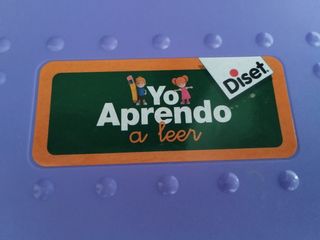 Diset
Yo
Aprendo
a leer